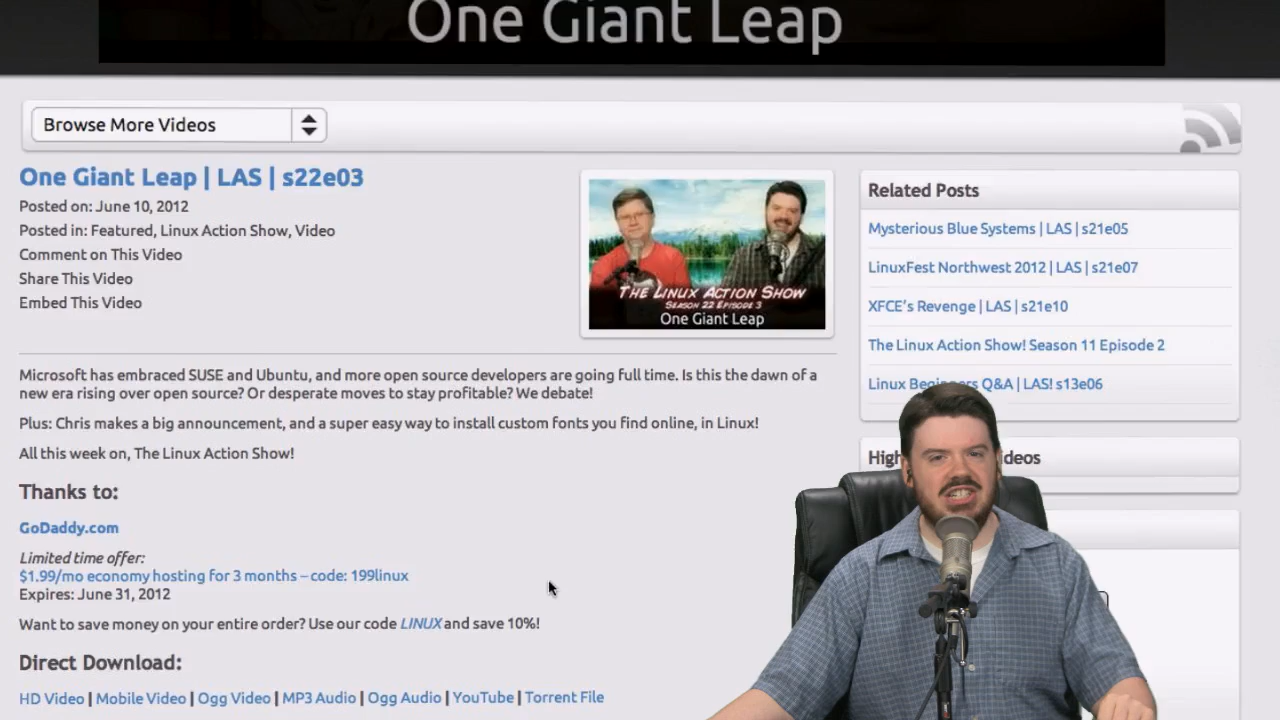 One Giant Leap
Browse More Videos
One Giant Leap | LAS | s22e03
Posted on: June 10, 2012
Posted in: Featured, Linux Action Show, Video
Comment on This Video
Share This Video
Embed This Video
THE LINUX ACTION SHOW
SEASON 22 EPISODE 3
One Giant Leap
Microsoft has embraced SUSE and Ubuntu, and more open source developers are going full time. Is this the dawn of a
new era rising over open source? Or desperate moves to stay profitable? We debate!
Plus: Chris makes a big announcement, and a super easy way to install custom fonts you find online, in Linux!
All this week on, The Linux Action Show!
Thanks to:
GoDaddy.com
Limited time offer:
$1.99/mo economy hosting for 3 months – code: 199linux
Expires: June 31, 2012
Want to save money on your entire order? Use our code LINUX and save 10%!
Direct Download:
HD Video | Mobile Video | Ogg Video | MP3 Audio | Ogg Audio | YouTube | Torrent File
Related Posts
Mysterious Blue Systems | LAS | s21e05
LinuxFest Northwest 2012 | LAS | s21e07
XFCE's Revenge | LAS | s21e10
The Linux Action Show! Season 11 Episode 2
Linux Beginners Q&A | LAS! s13e06